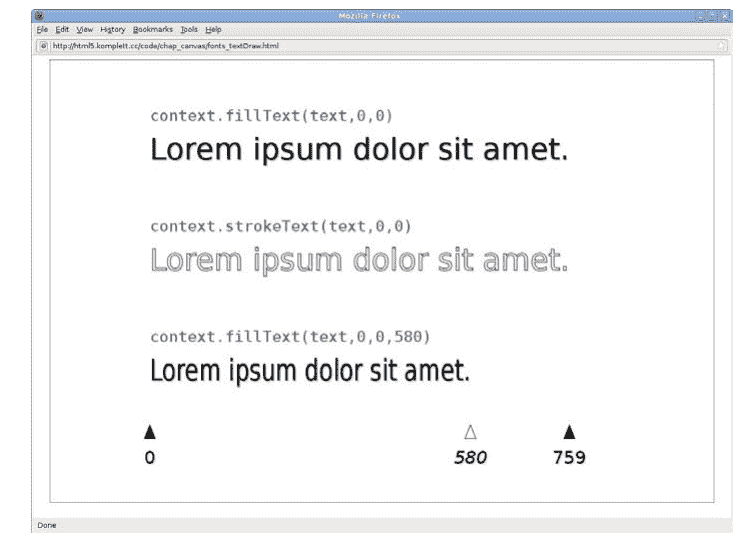 Mozilla Firefox
File Edit View History Bookmarks Tools Help
http://html5.komplett.cc/code/chap_canvas/fonts_textDraw.html
context.fillText(text,0,0)
Lorem ipsum dolor sit amet.
context.strokeText(text,0,0)
Lorem ipsum dolor sit amet.
context.fillText(text,0,0,580)
Lorem ipsum dolor sit amet.
0 580 759
Done